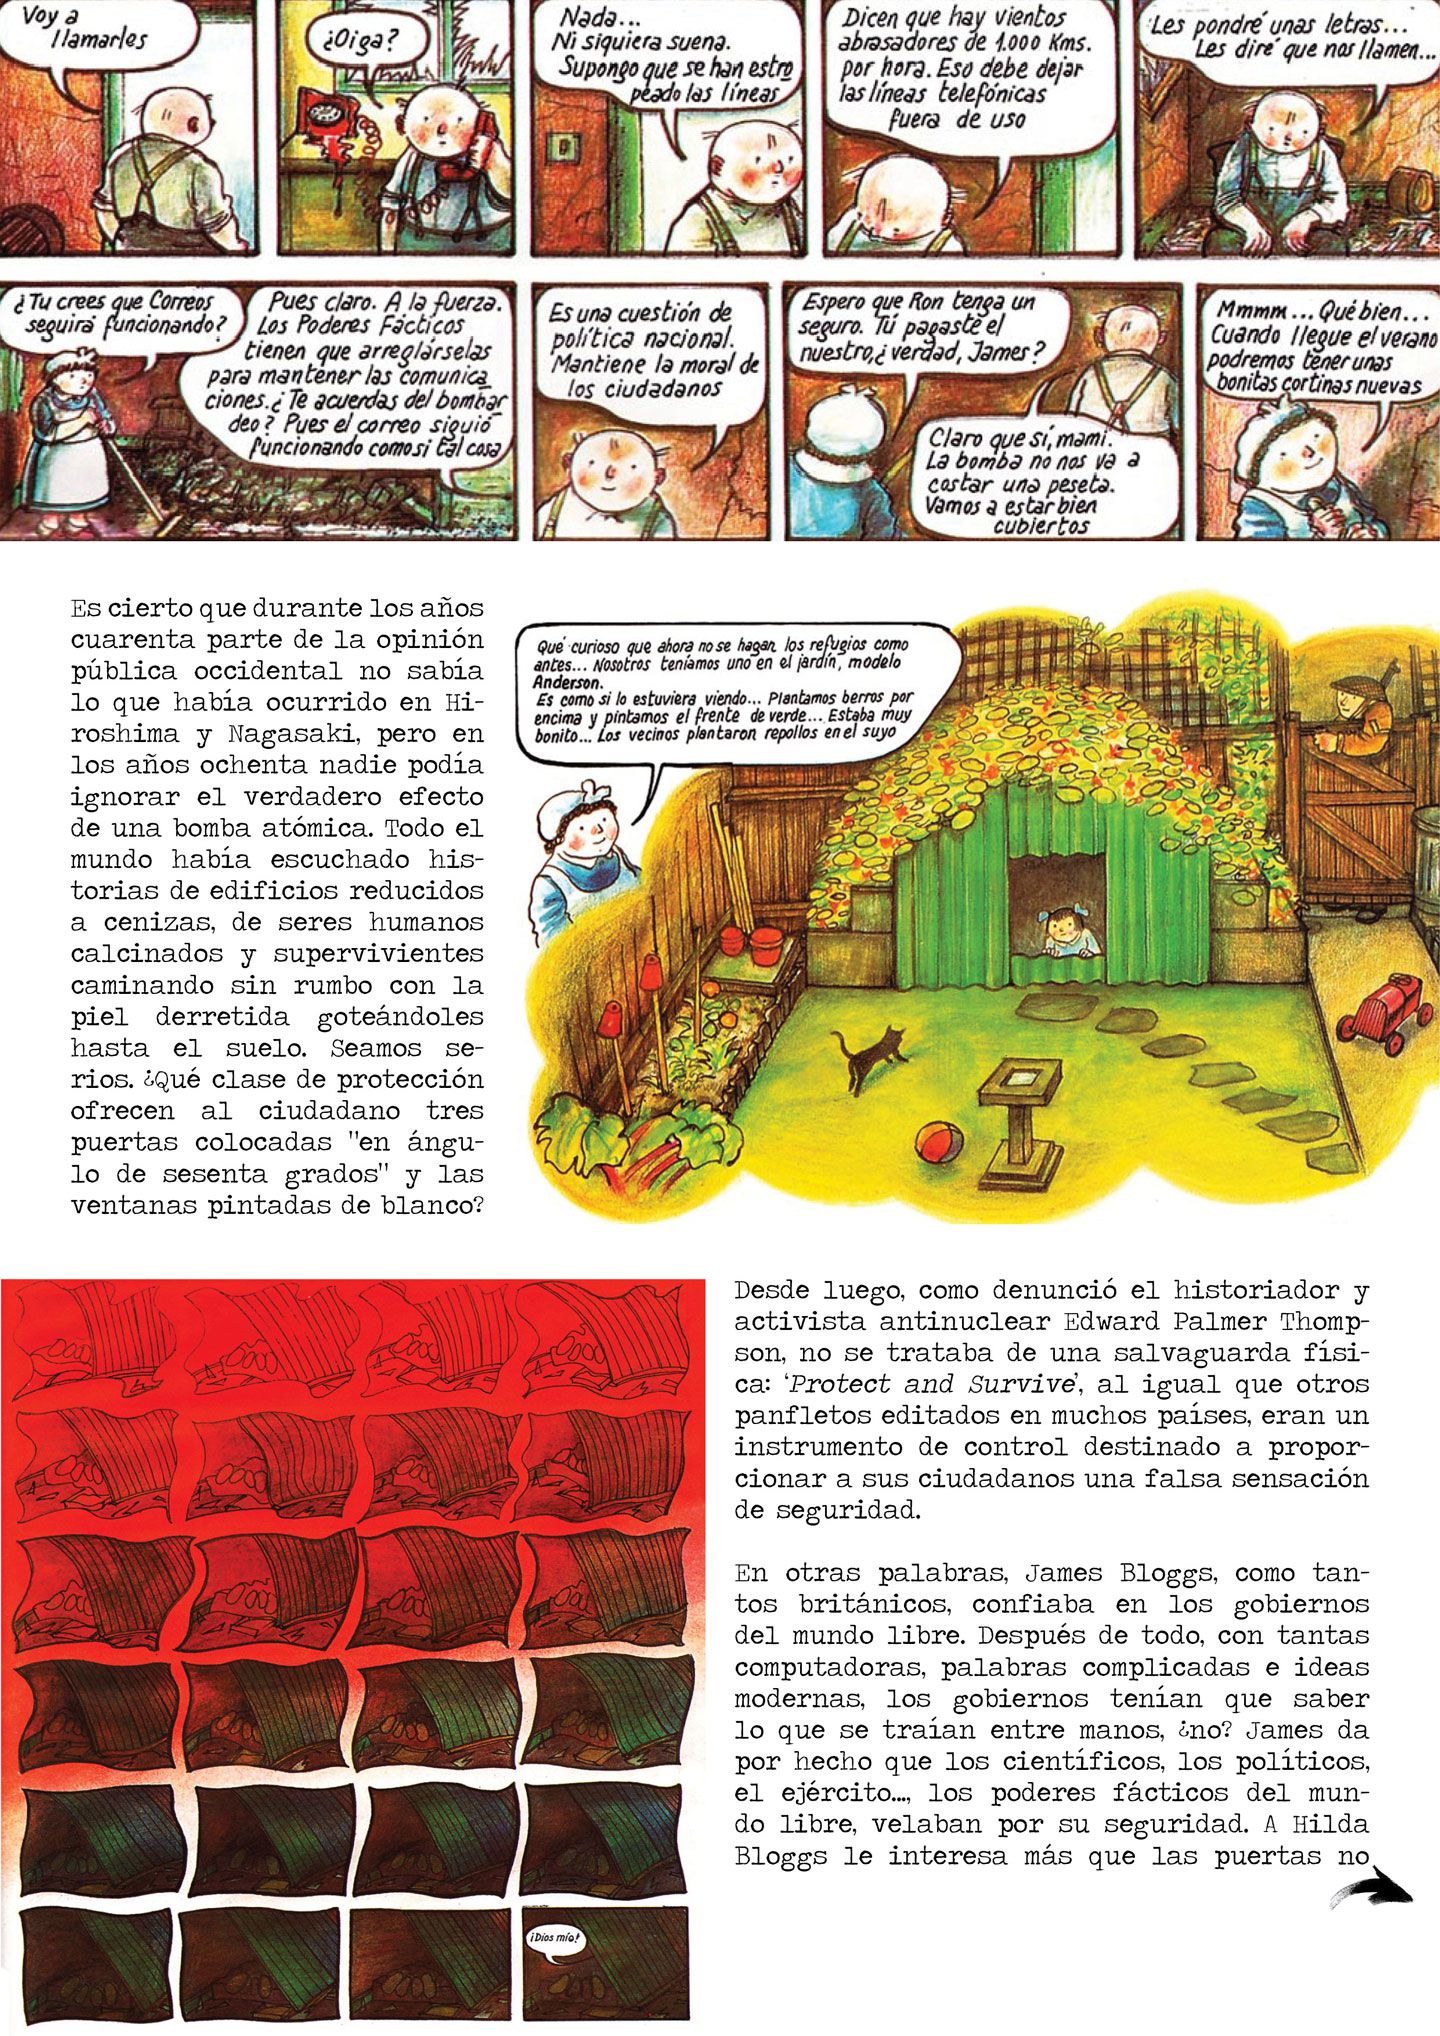 Voy a
llamarles
¿Oiga?
Nada...
Ni siquiera suena.
Supongo que se han estro
peado las líneas
Dicen que hay vientos
abrasadores de 1.000 Kms.
por hora. Eso debe dejar
las líneas telefónicas
fuera de uso
Les pondré unas letras...
Les diré que nos llamen...
¿Tu crees que Correos
seguirá funcionando?
Pues claro. A la fuerza.
Los Poderes Fácticos
tienen que arreglárselas
para mantener las comunica
ciones. ¿Te acuerdas del bombar
deo? Pues el correo siguió
funcionando como si tal cosa
Es una cuestión de
política nacional.
Mantiene la moral de
los ciudadanos
Espero que Ron tenga un
seguro. Tú pagaste el
nuestro, ¿verdad, James?
Claro que sí, mami.
La bomba no nos va a
costar una peseta.
Vamos a estar bien
cubiertos
Mmmm... Qué bien...
Cuando llegue el verano
podremos tener unas
bonitas cortinas nuevas
Es cierto que durante los años
cuarenta parte de la opinión
pública occidental no sabía
lo que había ocurrido en Hi-
roshima y Nagasaki, pero en
los años ochenta nadie podía
ignorar el verdadero efecto
de una bomba atómica. Todo el
mundo había escuchado his-
torias de edificios reducidos
a cenizas, de seres humanos
calcinados y supervivientes
caminando sin rumbo con la
piel derretida goteándoles
hasta el suelo. Seamos se-
rios. ¿Qué clase de protección
ofrecen al ciudadano tres
puertas colocadas "en ángu-
lo de sesenta grados" y las
ventanas pintadas de blanco?
Qué curioso que ahora no se hagan los refugios como
antes... Nosotros teníamos uno en el jardín, modelo
Anderson.
Es como si lo estuviera viendo... Plantamos berros por
encima y pintamos el frente de verde... Estaba muy
bonito... Los vecinos plantaron repollos en el suyo
Desde luego, como denunció el historiador y
activista antinuclear Edward Palmer Thomp-
son, no se trataba de una salvaguarda físi-
ca: ‘Protect and Survive’, al igual que otros
panfletos editados en muchos países, eran un
instrumento de control destinado a propor-
cionar a sus ciudadanos una falsa sensación
de seguridad.
En otras palabras, James Bloggs, como tan-
tos británicos, confiaba en los gobiernos
del mundo libre. Después de todo, con tantas
computadoras, palabras complicadas e ideas
modernas, los gobiernos tenían que saber
lo que se traían entre manos, ¿no? James da
por hecho que los científicos, los políticos,
el ejército..., los poderes fácticos del mun-
do libre, velaban por su seguridad. A Hilda
Bloggs le interesa más que las puertas no
¡Dios mío!